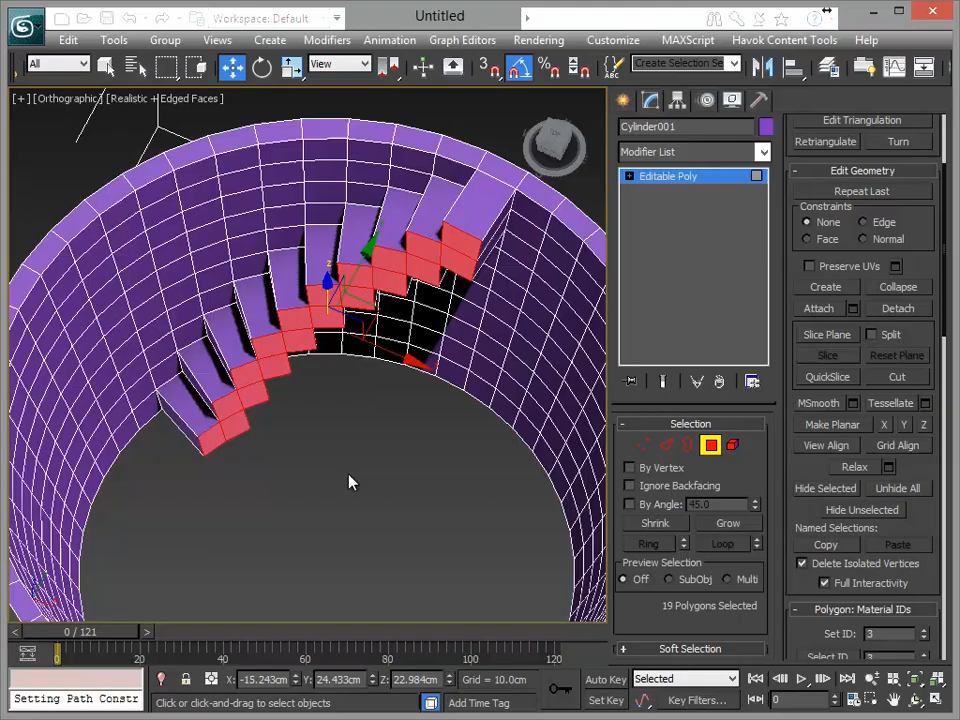 Workspace: Default
Untitled
Edit Tools Group Views Create Modifiers Animation Graph Editors Rendering Customize MAXScript Havok Content Tools Help
All
View
3
Create Selection Se
[+] [Orthographic] [Realistic + Edged Faces]
Cylinder001
Modifier List
Editable Poly
Selection
By Vertex
Ignore Backfacing
By Angle: 45.0
Shrink Grow
Ring Loop
Preview Selection
Off SubObj Multi
19 Polygons Selected
Soft Selection
Edit Triangulation
Retriangulate Turn
Edit Geometry
Repeat Last
Constraints
None Edge
Face Normal
Preserve UVs
Create Collapse
Attach Detach
Slice Plane Split
Slice Reset Plane
QuickSlice Cut
MSmooth Tessellate
Make Planar X Y Z
View Align Grid Align
Relax
Hide Selected Unhide All
Hide Unselected
Named Selections:
Copy Paste
Delete Isolated Vertices
Full Interactivity
Polygon: Material IDs
Set ID: 3
0 / 121
0 20 40 60 80 100 120
X: -15.243cm Y: 24.433cm Z: 22.984cm Grid = 10.0cm
Auto Key Selected
Setting Path Constr
Click or click-and-drag to select objects
Add Time Tag
Set Key Key Filters...
0